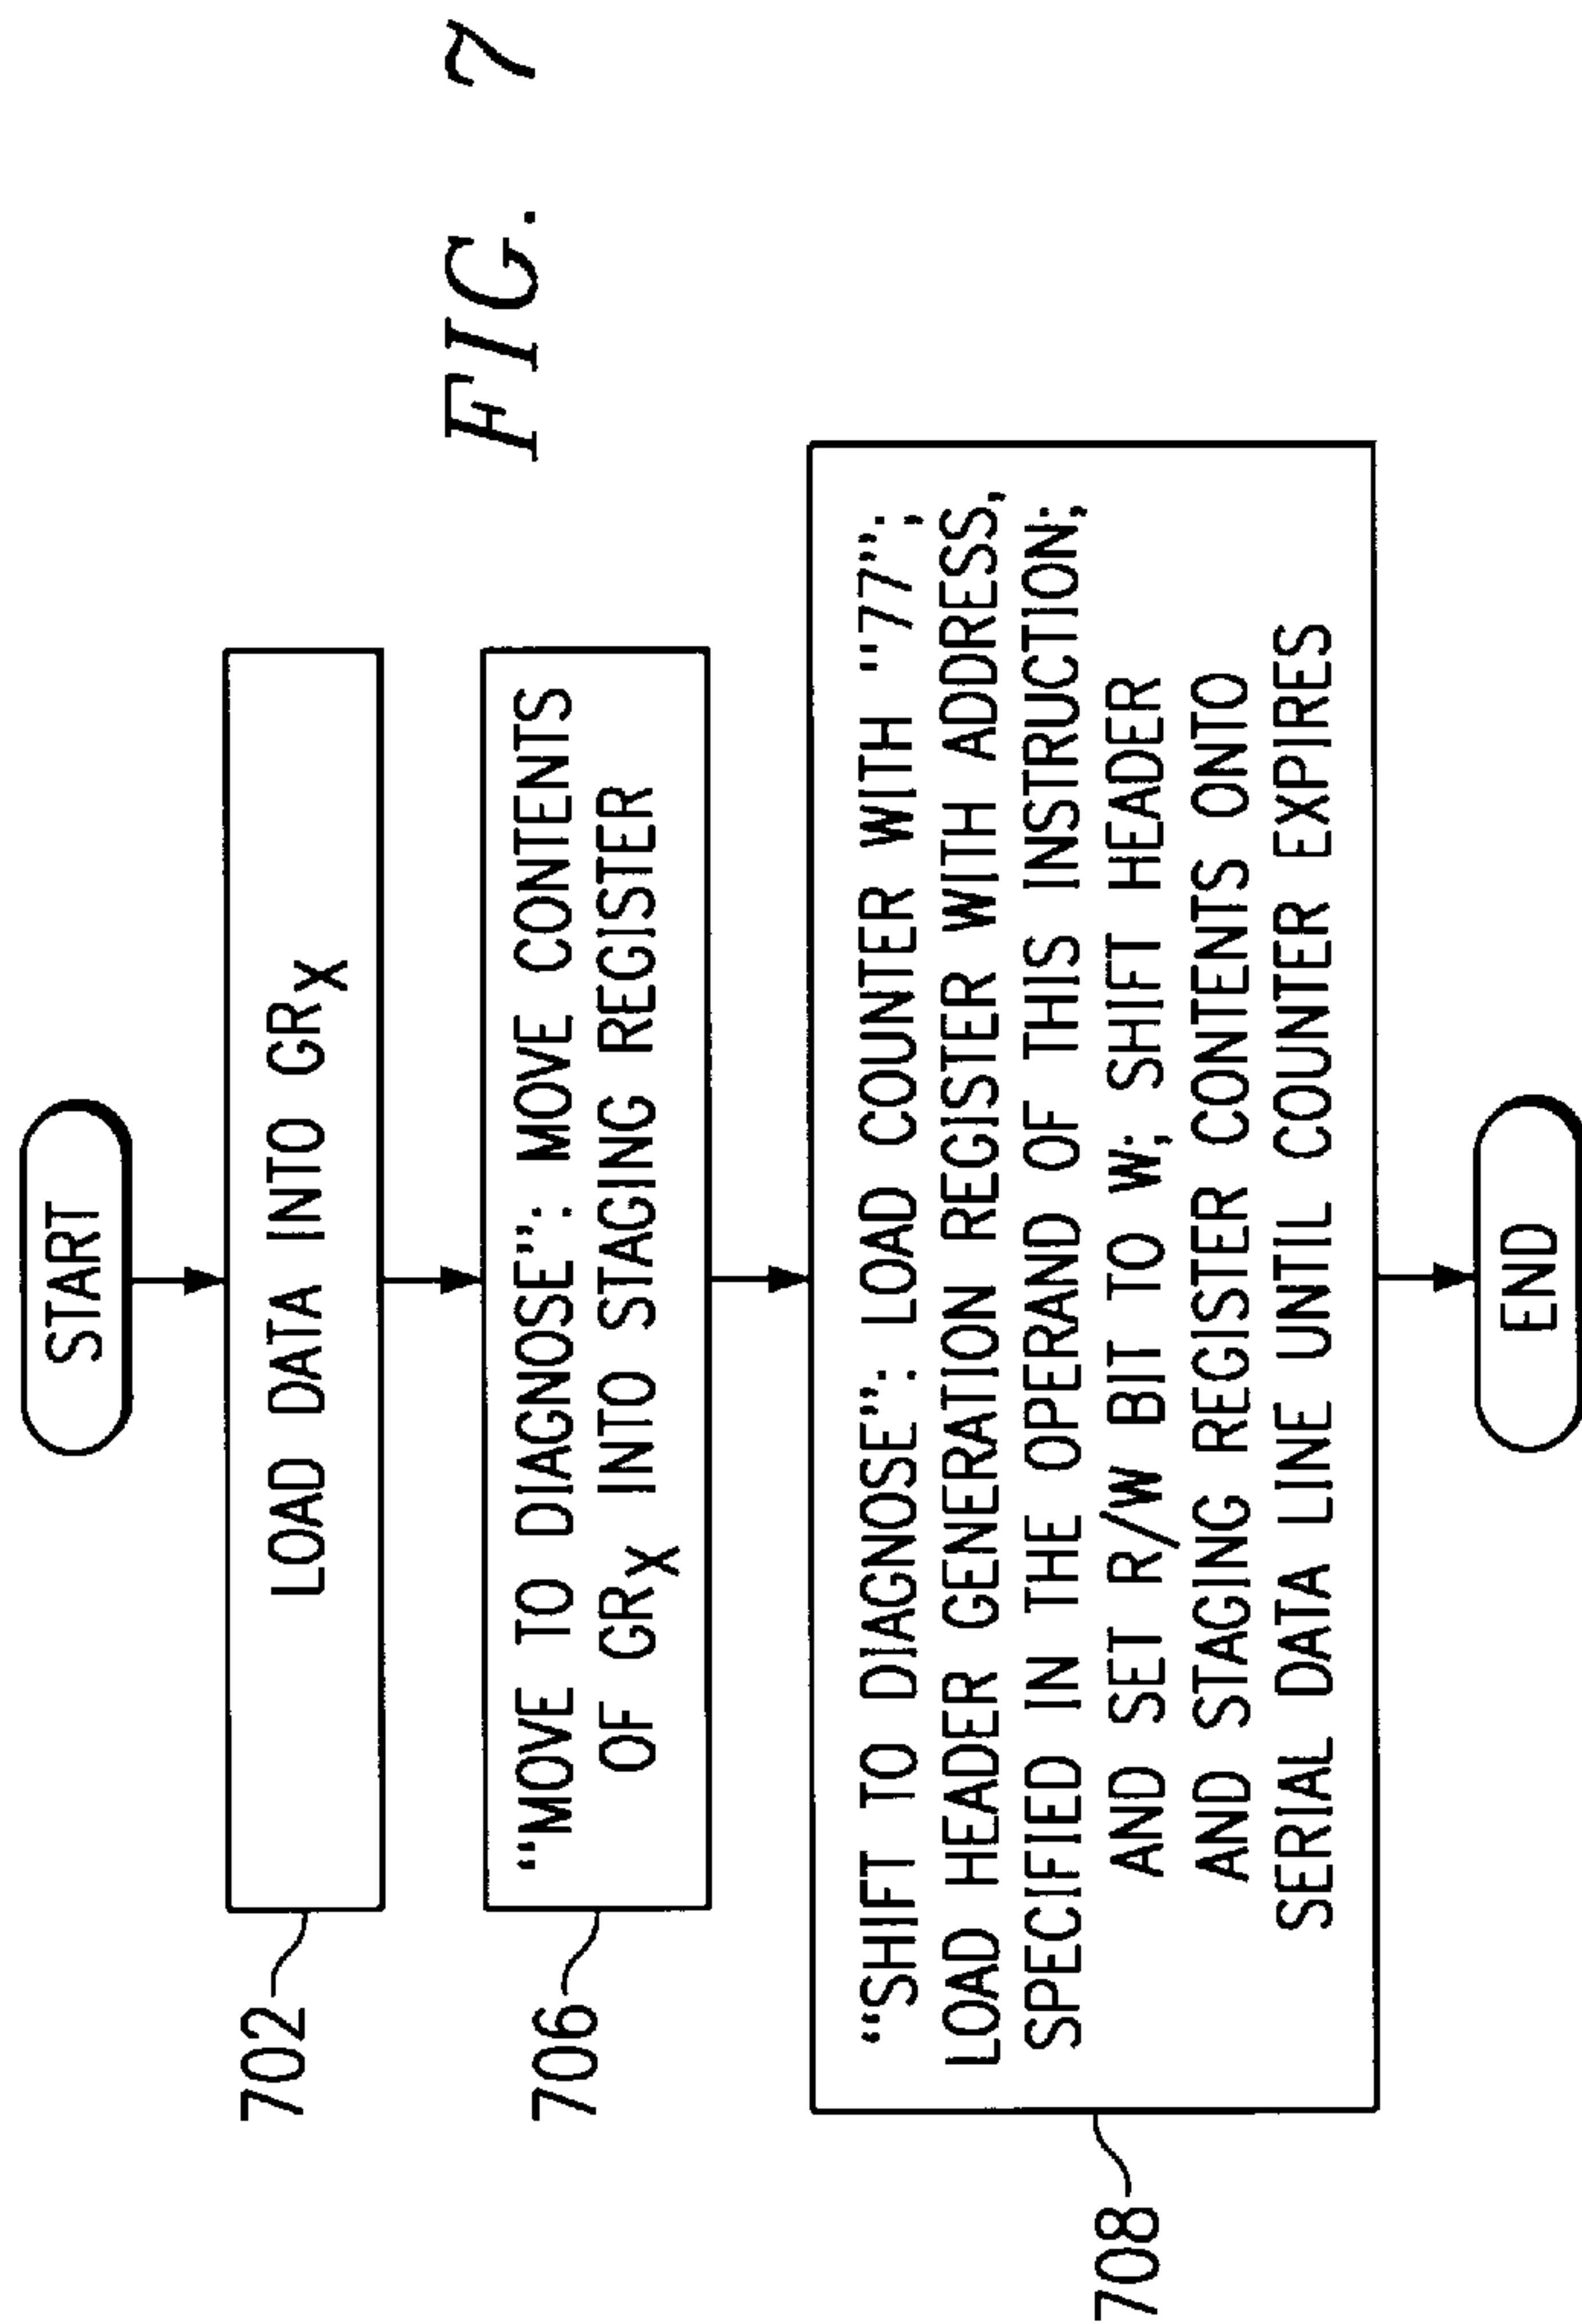 START
702
LOAD DATA INTO GRX
706
"MOVE TO DIAGNOSE": MOVE CONTENTS
OF GRX INTO STAGING REGISTER
708
"SHIFT TO DIAGNOSE": LOAD COUNTER WITH "77";
LOAD HEADER GENERATION REGISTER WITH ADDRESS,
SPECIFIED IN THE OPERAND OF THIS INSTRUCTION;
AND SET R/W BIT TO W; SHIFT HEADER
AND STAGING REGISTER CONTENTS ONTO
SERIAL DATA LINE UNTIL COUNTER EXPIRES
END
FIG. 7